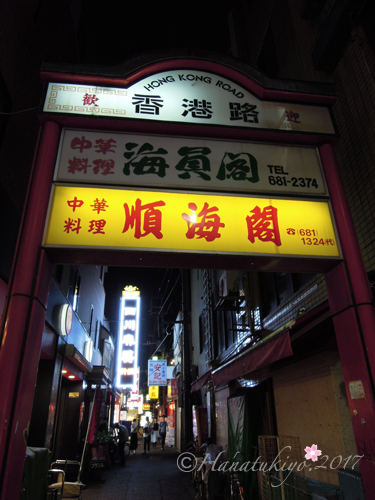 HONG KONG ROAD
歓 香港路 迎
中華料理 海員閣 TEL 681-2374
中華料理 順海閣 ☎(681)1324代)
©Hanatukiyo.2017